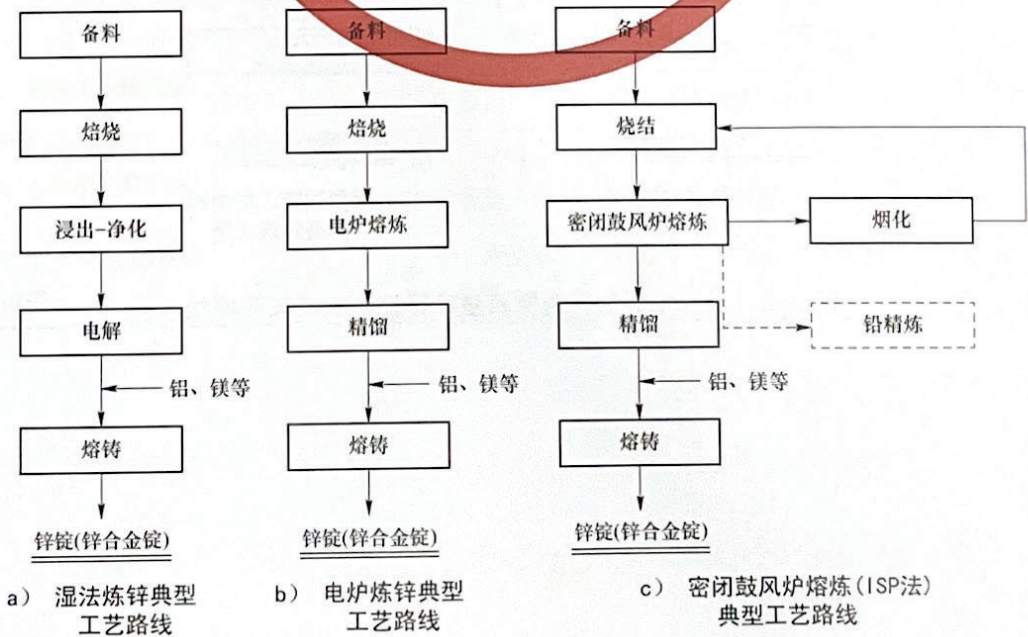 备料
焙烧
浸出-净化
电解
铝、镁等
熔铸
锌锭(锌合金锭)
a) 湿法炼锌典型
工艺路线
备料
焙烧
电炉熔炼
精馏
铝、镁等
熔铸
锌锭(锌合金锭)
b) 电炉炼锌典型
工艺路线
备料
烧结
密闭鼓风炉熔炼
烟化
铅精炼
精馏
铝、镁等
熔铸
锌锭(锌合金锭)
c) 密闭鼓风炉熔炼(ISP法)
典型工艺路线